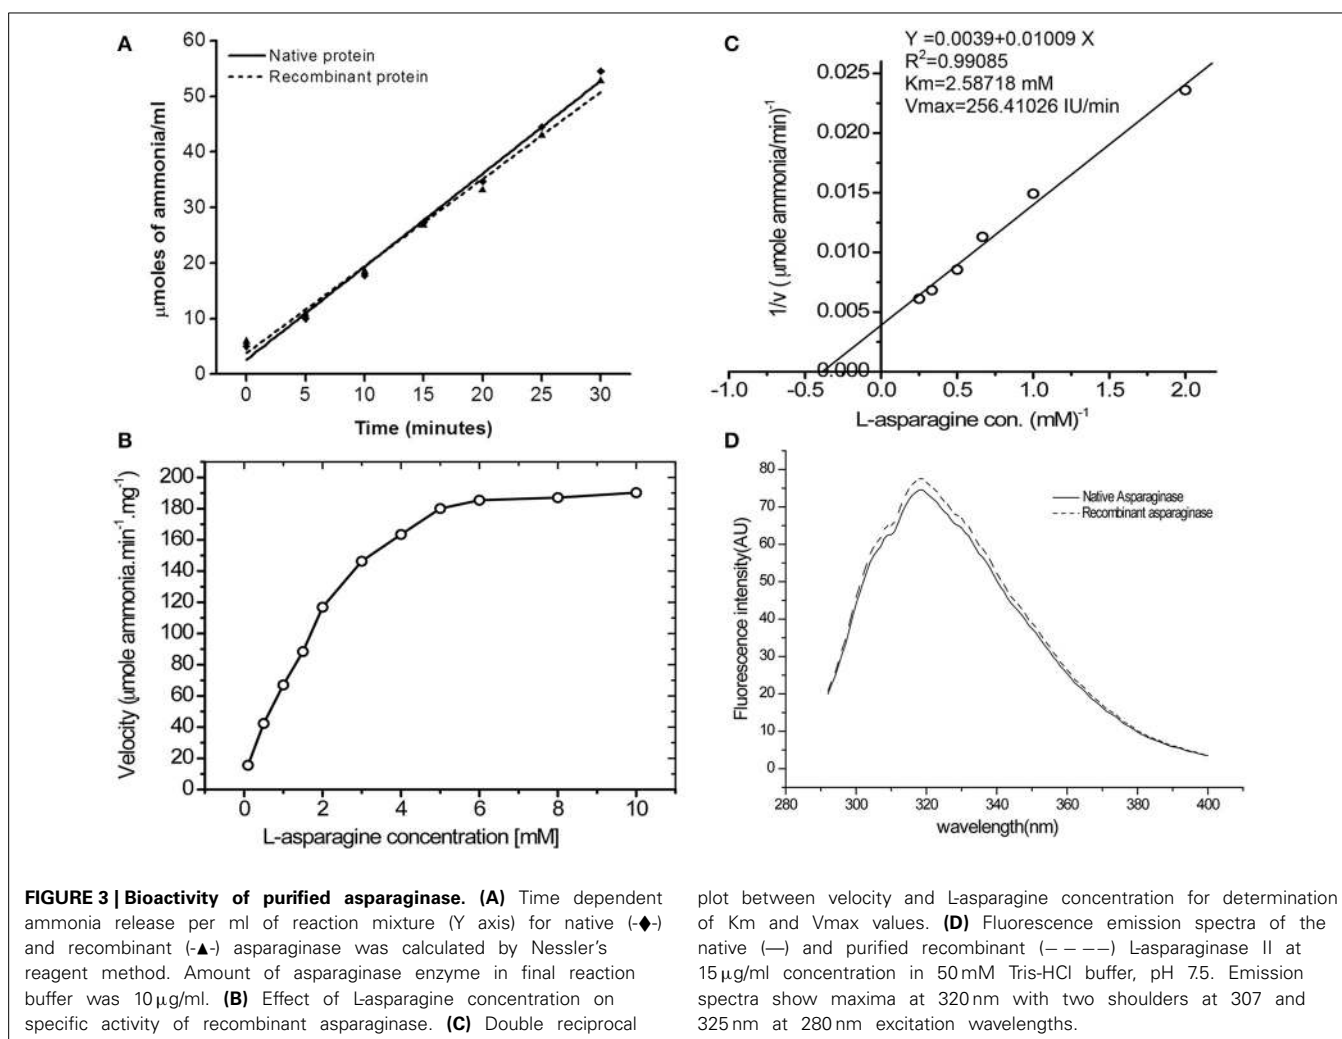 A
60
50
40
30
20
10
0
μmoles of ammonia/ml
Native protein
Recombinant protein
0 5 10 15 20 25 30
Time (minutes)
B
200
180
160
140
120
100
80
60
40
20
0
Velocity (μmole ammonia.min⁻¹.mg⁻¹)
0 2 4 6 8 10
L-asparagine concentration [mM]
C
Y =0.0039+0.01009 X
R²=0.99085
Km=2.58718 mM
Vmax=256.41026 IU/min
0.025
0.020
0.015
0.010
0.005
0.000
1/v ( μmole ammonia/min)⁻¹
-1.0 -0.5 0.0 0.5 1.0 1.5 2.0
L-asparagine con. (mM)⁻¹
D
80
70
60
50
40
30
20
10
0
Fluorescence intensity(AU)
Native Asparaginase
Recombinant asparaginase
280 300 320 340 360 380 400
wavelength(nm)
FIGURE 3 | Bioactivity of purified asparaginase. (A) Time dependent
ammonia release per ml of reaction mixture (Y axis) for native (-◆-)
and recombinant (-▲-) asparaginase was calculated by Nessler's
reagent method. Amount of asparaginase enzyme in final reaction
buffer was 10 μg/ml. (B) Effect of L-asparagine concentration on
specific activity of recombinant asparaginase. (C) Double reciprocal
plot between velocity and L-asparagine concentration for determination
of Km and Vmax values. (D) Fluorescence emission spectra of the
native (—) and purified recombinant (– – – –) L-asparaginase II at
15 μg/ml concentration in 50 mM Tris-HCl buffer, pH 7.5. Emission
spectra show maxima at 320 nm with two shoulders at 307 and
325 nm at 280 nm excitation wavelengths.